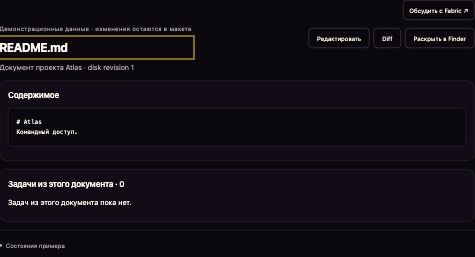 Обсудить с Fabric ↗
Демонстрационные данные · изменения остаются в макете
README.md
Редактировать
Diff
Раскрыть в Finder
Документ проекта Atlas · disk revision 1
Содержимое
# Atlas
Командный доступ.
Задачи из этого документа · 0
Задач из этого документа пока нет.
Состояния примера